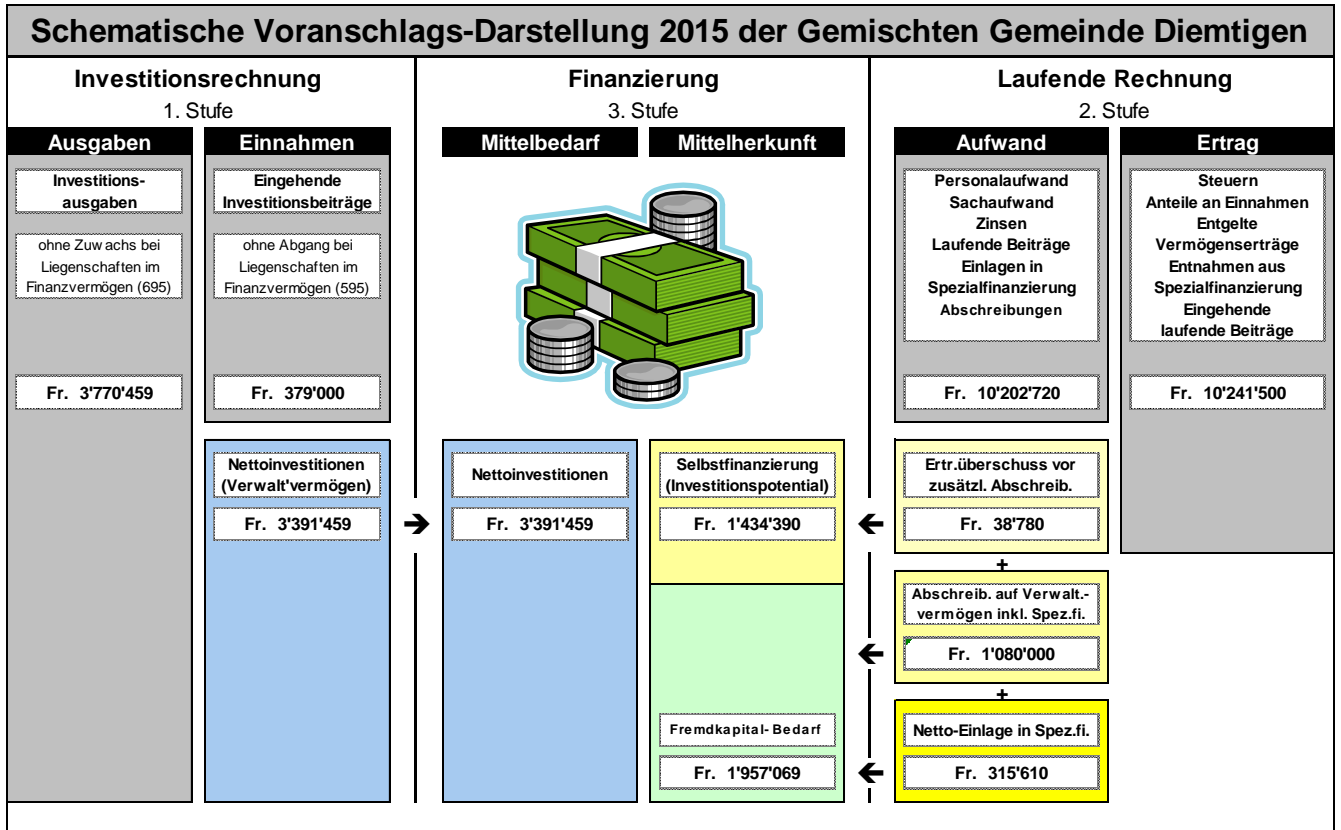 Schematische Voranschlags-Darstellung 2015 der Gemischten Gemeinde Diemtigen
Investitionsrechnung
1. Stufe
Ausgaben
Einnahmen
Investitions-
ausgaben
Eingehende
Investitionsbeiträge
ohne Zuwachs bei
Liegenschaften im
Finanzvermögen (695)
ohne Abgang bei
Liegenschaften im
Finanzvermögen (595)
Fr. 3'770'459
Fr. 379'000
Nettoinvestitionen
(Verwalt'vermögen)
Fr. 3'391'459
Finanzierung
3. Stufe
Mittelbedarf
Mittelherkunft
Nettoinvestitionen
Fr. 3'391'459
Selbstfinanzierung
(Investitionspotential)
Fr. 1'434'390
Fremdkapital- Bedarf
Fr. 1'957'069
Laufende Rechnung
2. Stufe
Aufwand
Ertrag
Personalaufwand
Sachaufwand
Zinsen
Laufende Beiträge
Einlagen in
Spezialfinanzierung
Abschreibungen
Steuern
Anteile an Einnahmen
Entgelte
Vermögenserträge
Entnahmen aus
Spezialfinanzierung
Eingehende
laufende Beiträge
Fr. 10'202'720
Fr. 10'241'500
Ertr.überschuss vor
zusätzl. Abschreib.
Fr. 38'780
+
Abschreib. auf Verwalt.-
vermögen inkl. Spez.fi.
Fr. 1'080'000
+
Netto-Einlage in Spez.fi.
Fr. 315'610